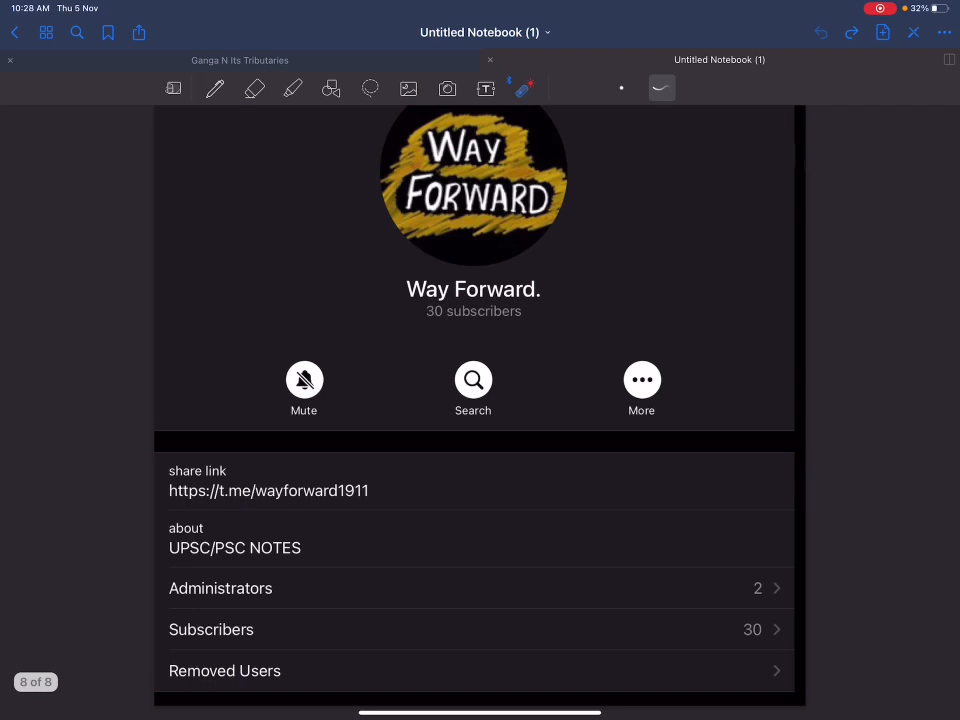 10:28 AM Thu 5 Nov
32%
Untitled Notebook (1)
Ganga N Its Tributaries
Untitled Notebook (1)
T
WAY
FORWARD
Way Forward.
30 subscribers
Mute
Search
More
share link
https://t.me/wayforward1911
about
UPSC/PSC NOTES
Administrators
2
Subscribers
30
Removed Users
8 of 8